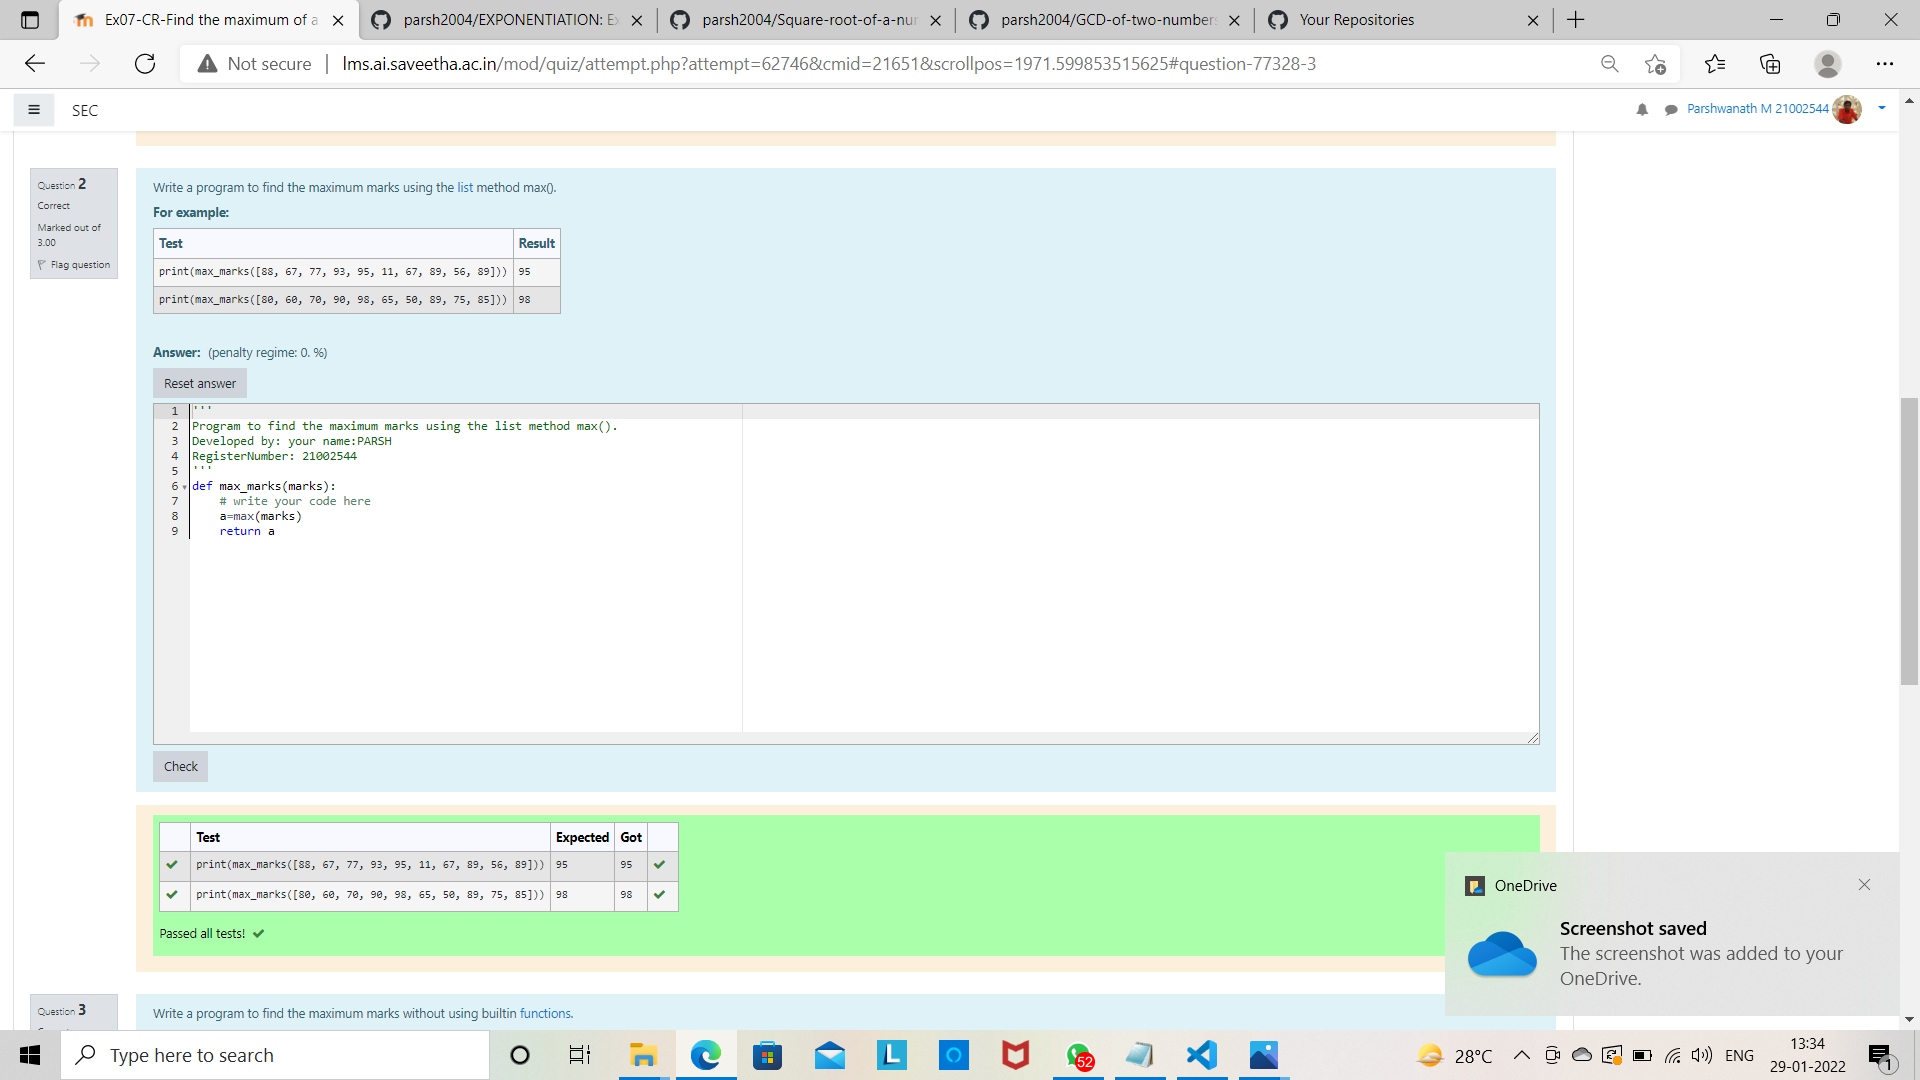 Ex07-CR-Find the maximum of a
parsh2004/EXPONENTIATION: Ex
parsh2004/Square-root-of-a-nu
parsh2004/GCD-of-two-numbers
Your Repositories
Not secure
lms.ai.saveetha.ac.in/mod/quiz/attempt.php?attempt=62746&cmid=21651&scrollpos=1971.599853515625#question-77328-3
SEC
Parshwanath M 21002544
Question 2
Correct
Marked out of
3.00
Flag question
Write a program to find the maximum marks using the list method max().
For example:
Test Result
print(max_marks([88, 67, 77, 93, 95, 11, 67, 89, 56, 89])) 95
print(max_marks([80, 60, 70, 90, 98, 65, 50, 89, 75, 85])) 98
Answer: (penalty regime: 0. %)
Reset answer
1 '''
2 Program to find the maximum marks using the list method max().
3 Developed by: your name:PARSH
4 RegisterNumber: 21002544
5 '''
6 def max_marks(marks):
7 # write your code here
8 a=max(marks)
9 return a
Check
Test Expected Got
print(max_marks([88, 67, 77, 93, 95, 11, 67, 89, 56, 89])) 95 95
print(max_marks([80, 60, 70, 90, 98, 65, 50, 89, 75, 85])) 98 98
Passed all tests!
OneDrive
Screenshot saved
The screenshot was added to your
OneDrive.
Question 3
Write a program to find the maximum marks without using builtin functions.
Type here to search
L
52
28°C
ENG
13:34
29-01-2022
1